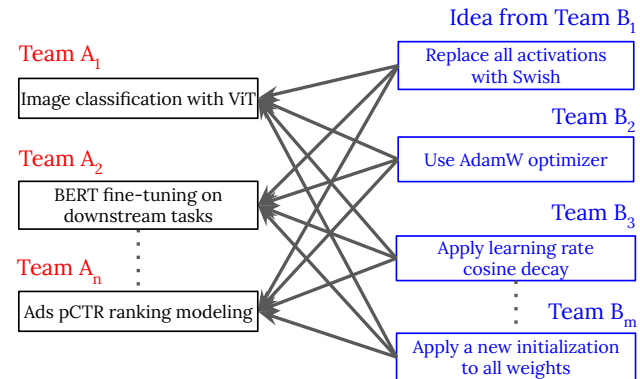 Team A1
Image classification with ViT
Team A2
BERT fine-tuning on
downstream tasks
Team An
Ads pCTR ranking modeling
Idea from Team B1
Replace all activations
with Swish
Team B2
Use AdamW optimizer
Team B3
Apply learning rate
cosine decay
Team Bm
Apply a new initialization
to all weights